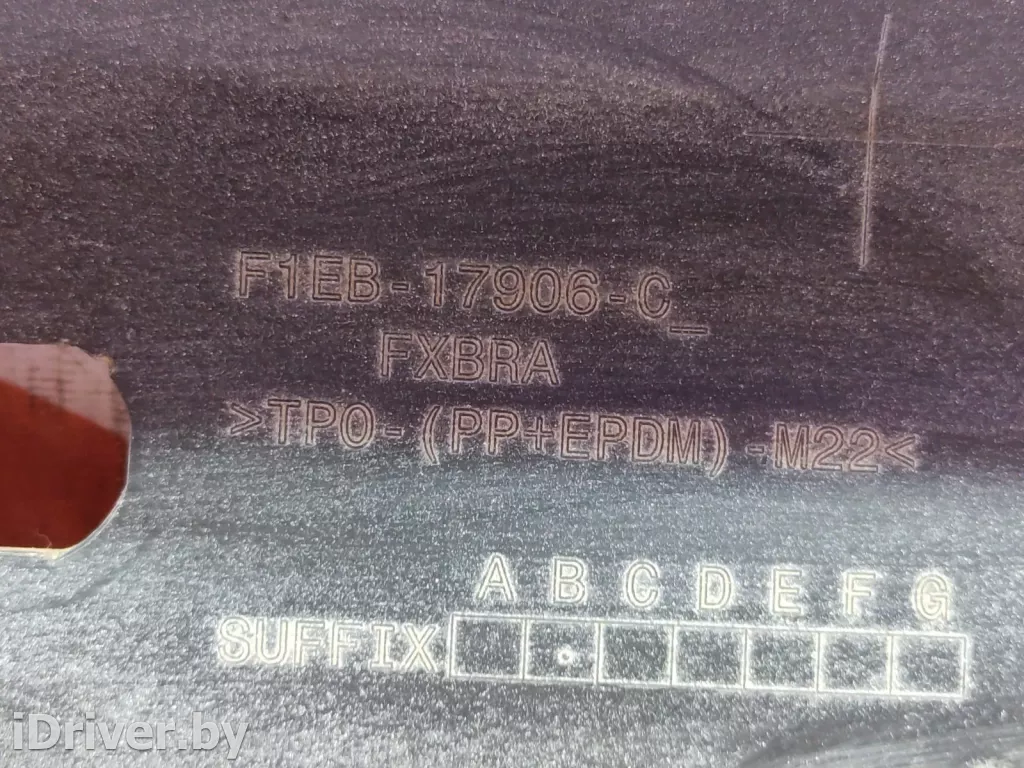 F1EB-17906-C_
FXBRA
>TPO-(PP+EPDM)-M22<
A B C D E F G
SUFFIX
iDriver.by